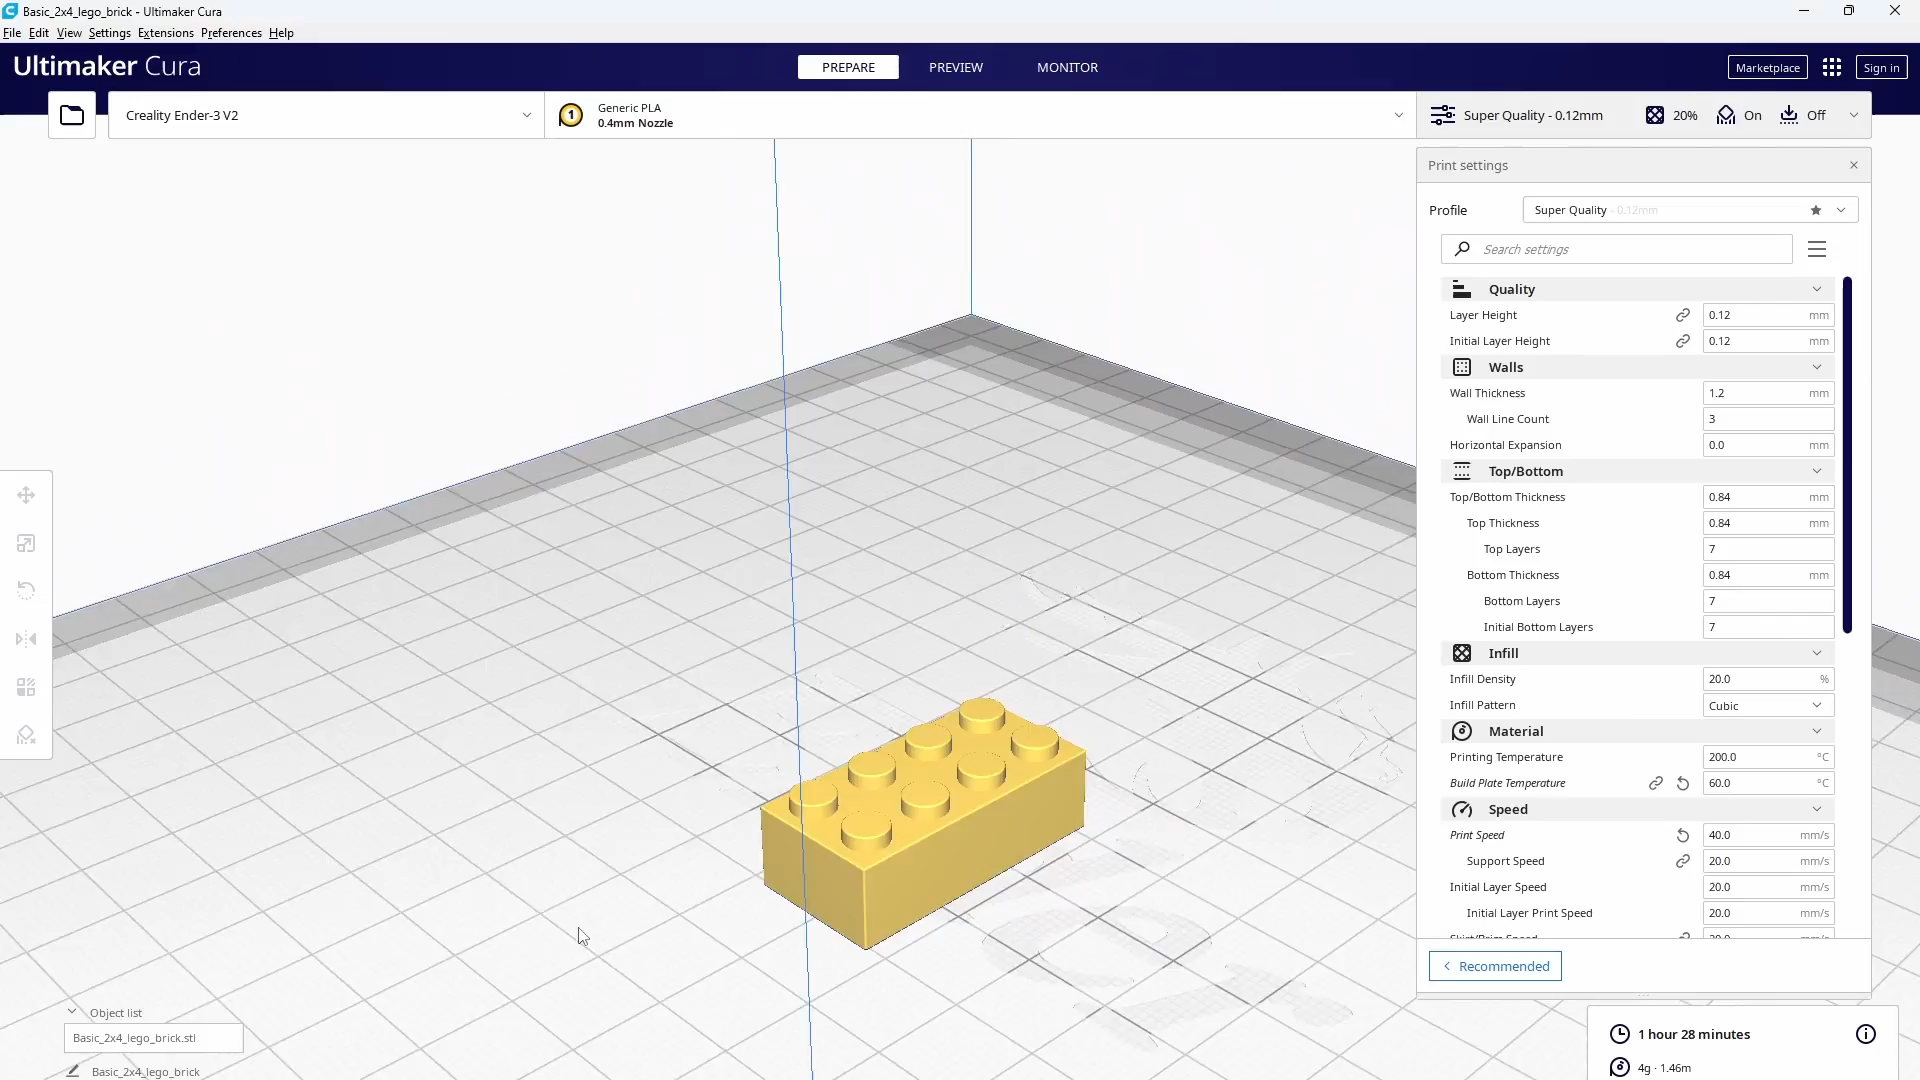 Basic_2x4_lego_brick - Ultimaker Cura
File Edit View Settings Extensions Preferences Help
Ultimaker Cura
PREPARE PREVIEW MONITOR
Marketplace Sign in
Creality Ender-3 V2
1 Generic PLA
0.4mm Nozzle
Super Quality - 0.12mm 20% On Off
Print settings
Profile Super Quality - 0.12mm
Search settings
Quality
Layer Height 0.12 mm
Initial Layer Height 0.12 mm
Walls
Wall Thickness 1.2 mm
Wall Line Count 3
Horizontal Expansion 0.0 mm
Top/Bottom
Top/Bottom Thickness 0.84 mm
Top Thickness 0.84 mm
Top Layers 7
Bottom Thickness 0.84 mm
Bottom Layers 7
Initial Bottom Layers 7
Infill
Infill Density 20.0 %
Infill Pattern Cubic
Material
Printing Temperature 200.0 °C
Build Plate Temperature 60.0 °C
Speed
Print Speed 40.0 mm/s
Support Speed 20.0 mm/s
Initial Layer Speed 20.0 mm/s
Initial Layer Print Speed 20.0 mm/s
Skirt/Brim Speed 20.0 mm/s
Recommended
Object list
Basic_2x4_lego_brick.stl
Basic_2x4_lego_brick
1 hour 28 minutes
4g · 1.46m